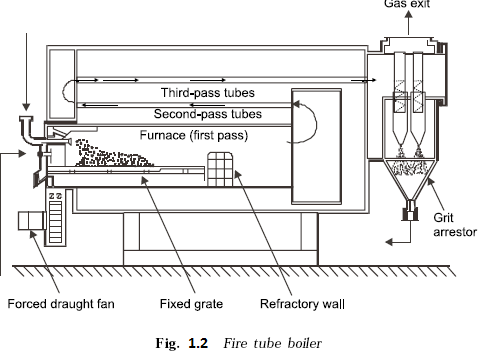 Gas exit
Third-pass tubes
Second-pass tubes
Furnace (first pass)
Grit
arrestor
Forced draught fan
Fixed grate
Refractory wall
Fig. 1.2 Fire tube boiler